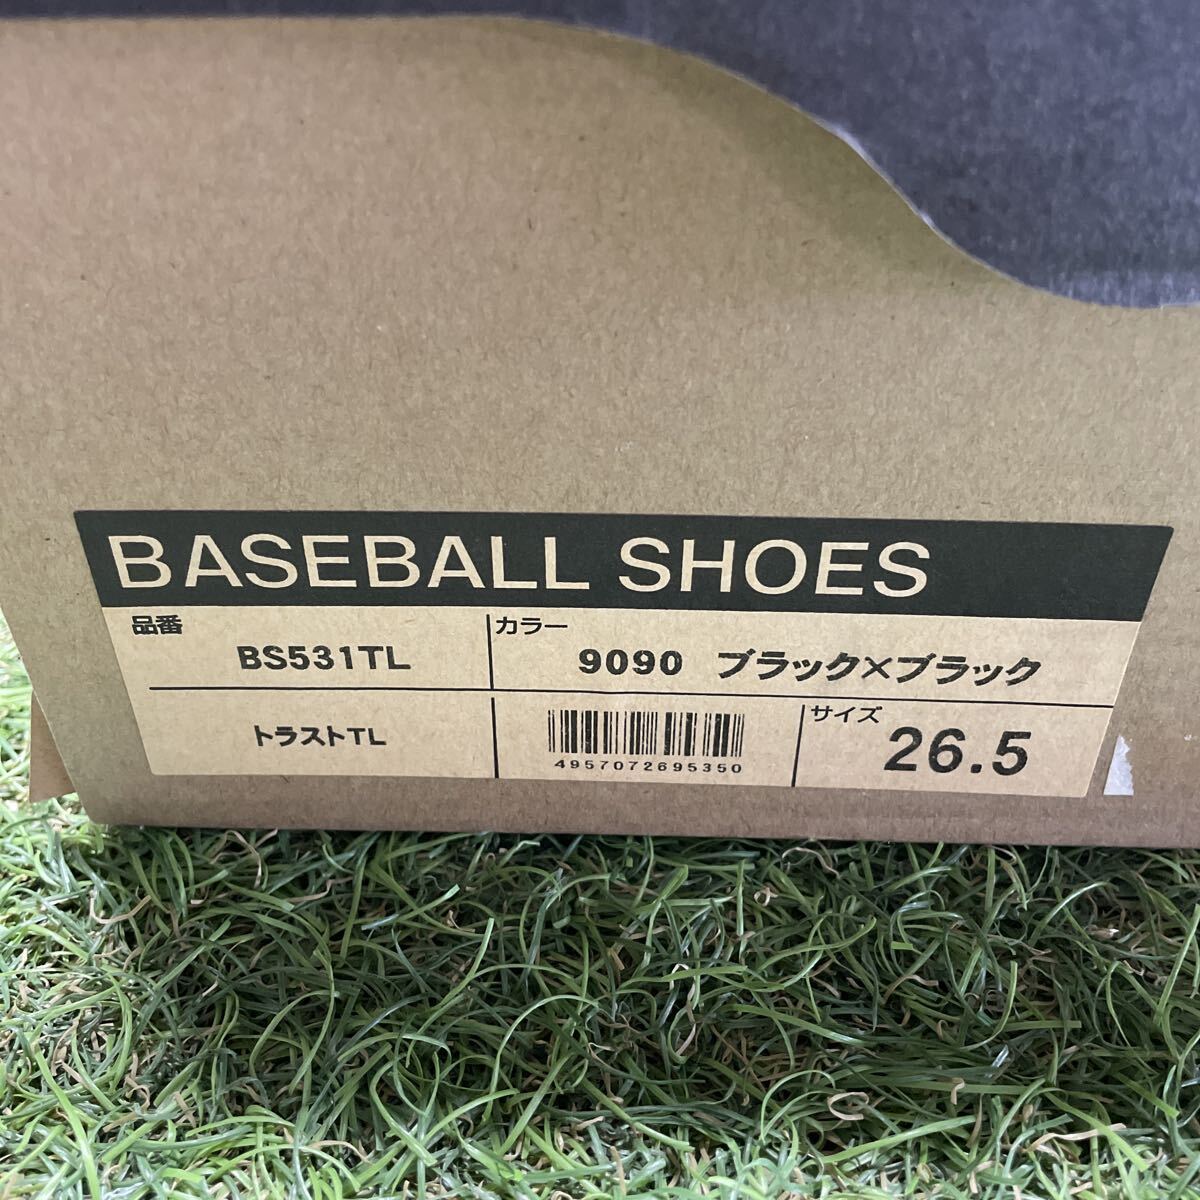 BASEBALL SHOES
品番
BS531TL
カラー
9090 ブラック×ブラック
トラストTL
4957072695350
サイズ
26.5